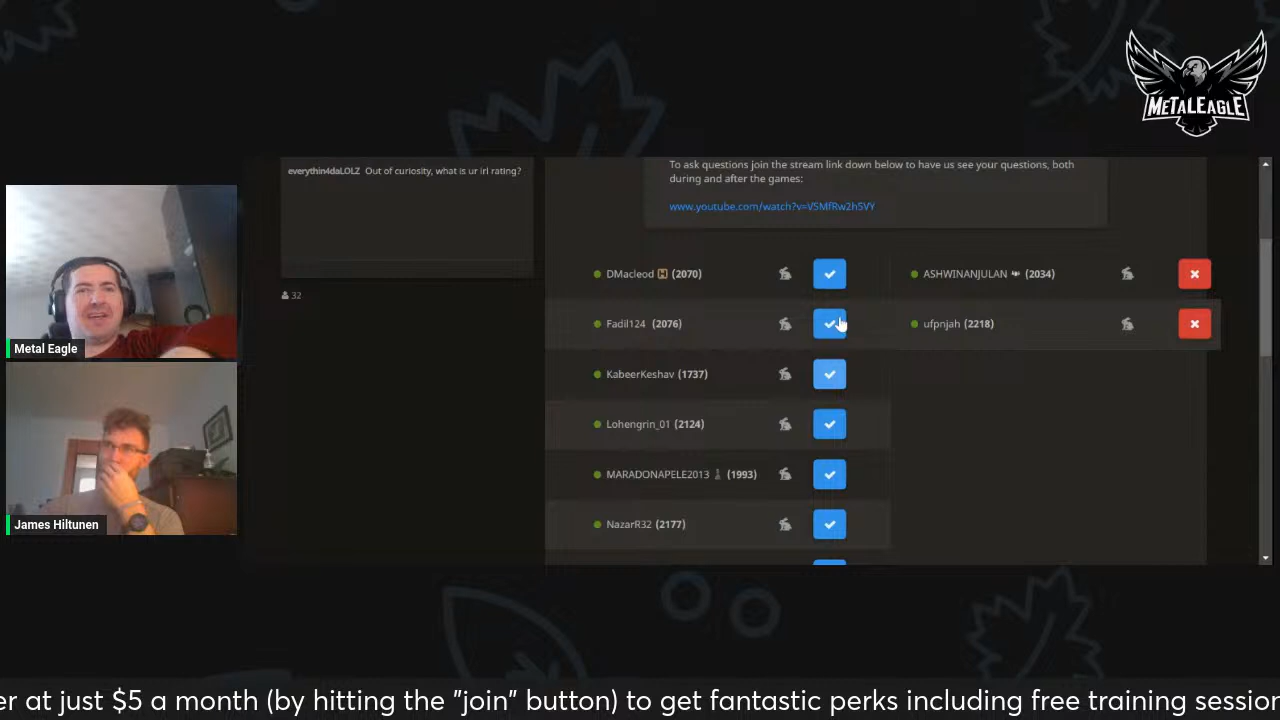 METALEAGLE
everythin4daLOLZ Out of curiosity, what is ur irl rating?
32
To ask questions join the stream link down below to have us see your questions, both
during and after the games:
www.youtube.com/watch?v=VSMfRw2hSVY
DMacleod (2070)
ASHWINANJULAN (2034)
Fadil124 (2076)
ufpnjah (2218)
KabeerKeshav (1737)
Lohengrin_01 (2124)
MARADONAPELE2013 (1993)
NazarR32 (2177)
Metal Eagle
James Hiltunen
er at just $5 a month (by hitting the "join" button) to get fantastic perks including free training session